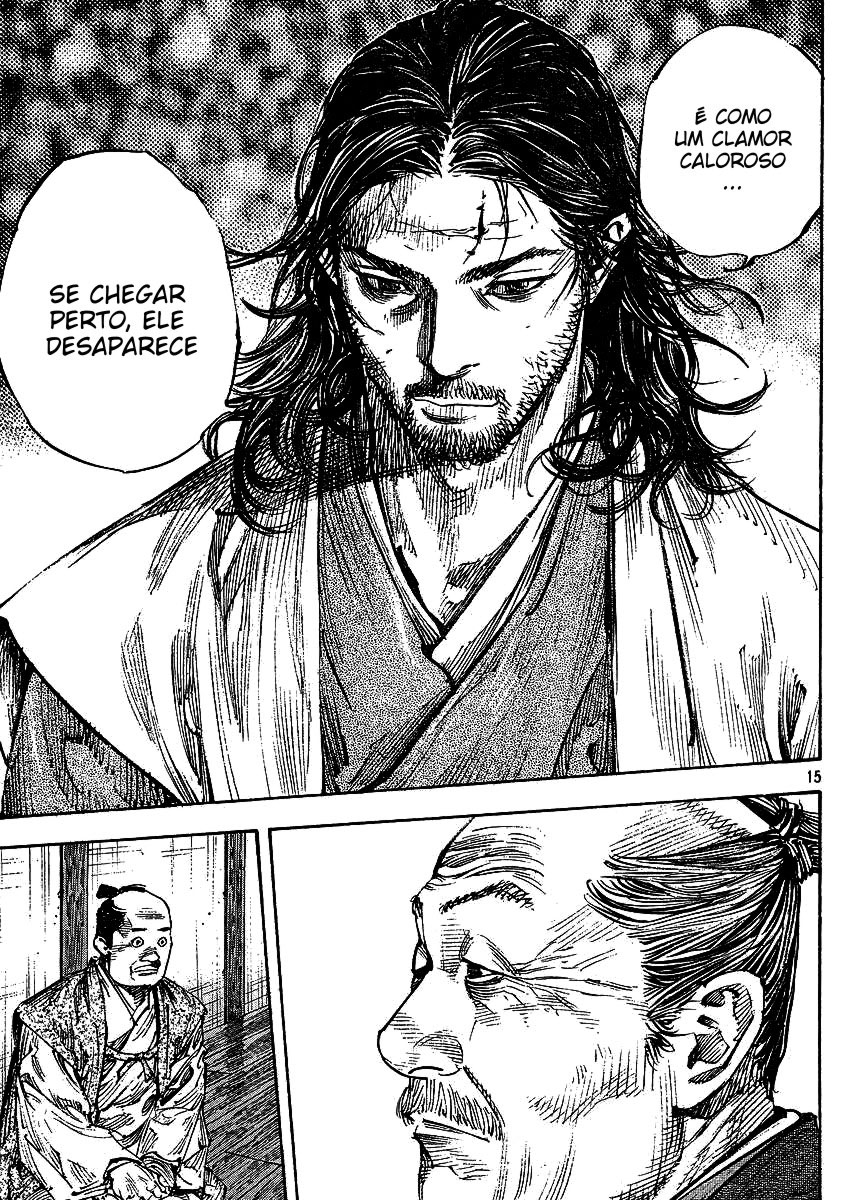 É COMO
UM CLAMOR
CALOROSO
...
SE CHEGAR
PERTO, ELE
DESAPARECE
15